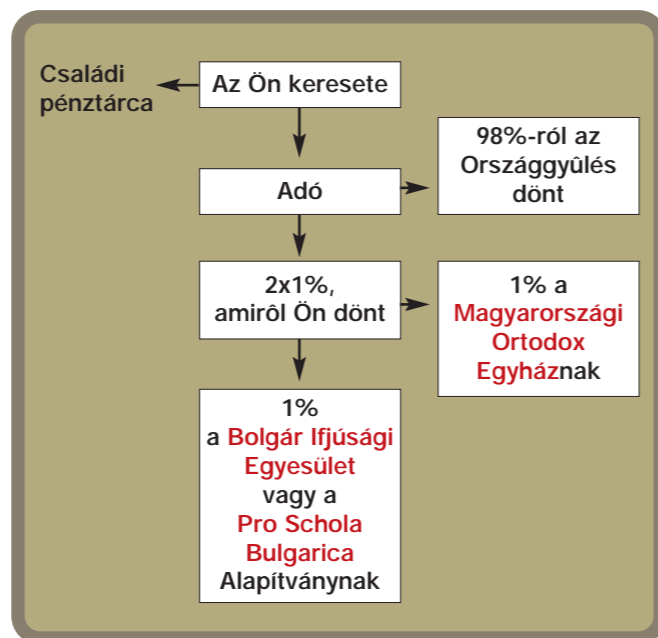 Családi
pénztárca
Az Ön keresete
Adó
98%-ról az
Országgyûlés
dönt
2x1%,
amirôl Ön dönt
1% a
Magyarországi
Ortodox
Egyháznak
1%
a Bolgár Ifjúsági
Egyesület
vagy a
Pro Schola
Bulgarica
Alapítványnak